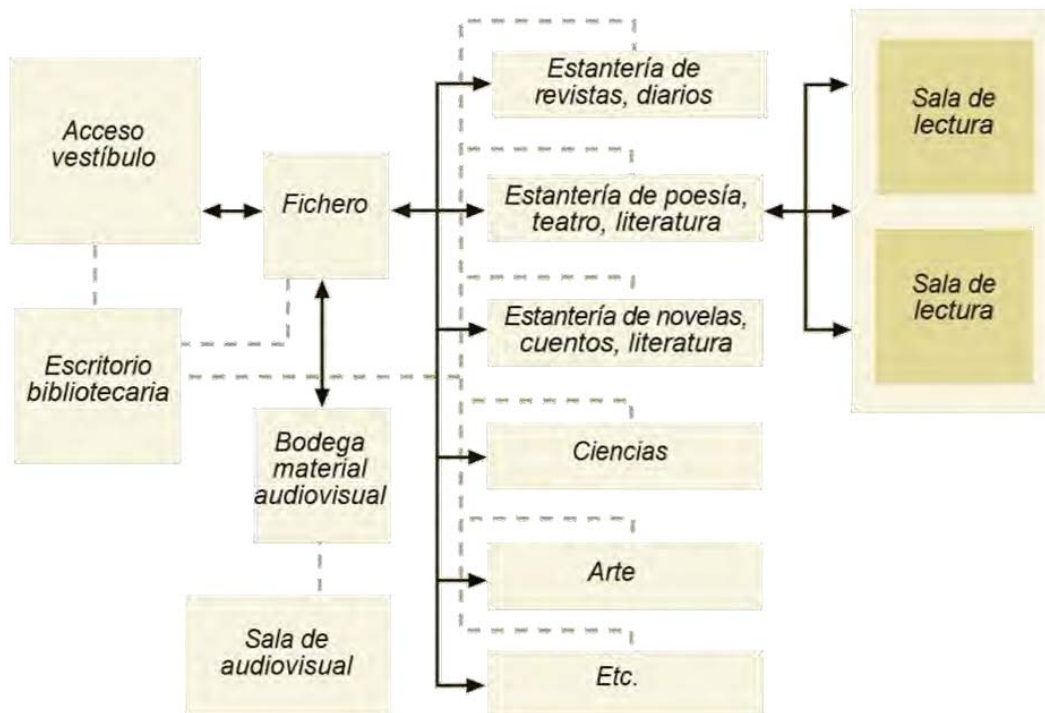 Acceso
vestíbulo
Fichero
Escritorio
bibliotecaria
Bodega
material
audiovisual
Sala de
audiovisual
Estantería de
revistas, diarios
Estantería de poesía,
teatro, literatura
Estantería de novelas,
cuentos, literatura
Ciencias
Arte
Etc.
Sala de
lectura
Sala de
lectura